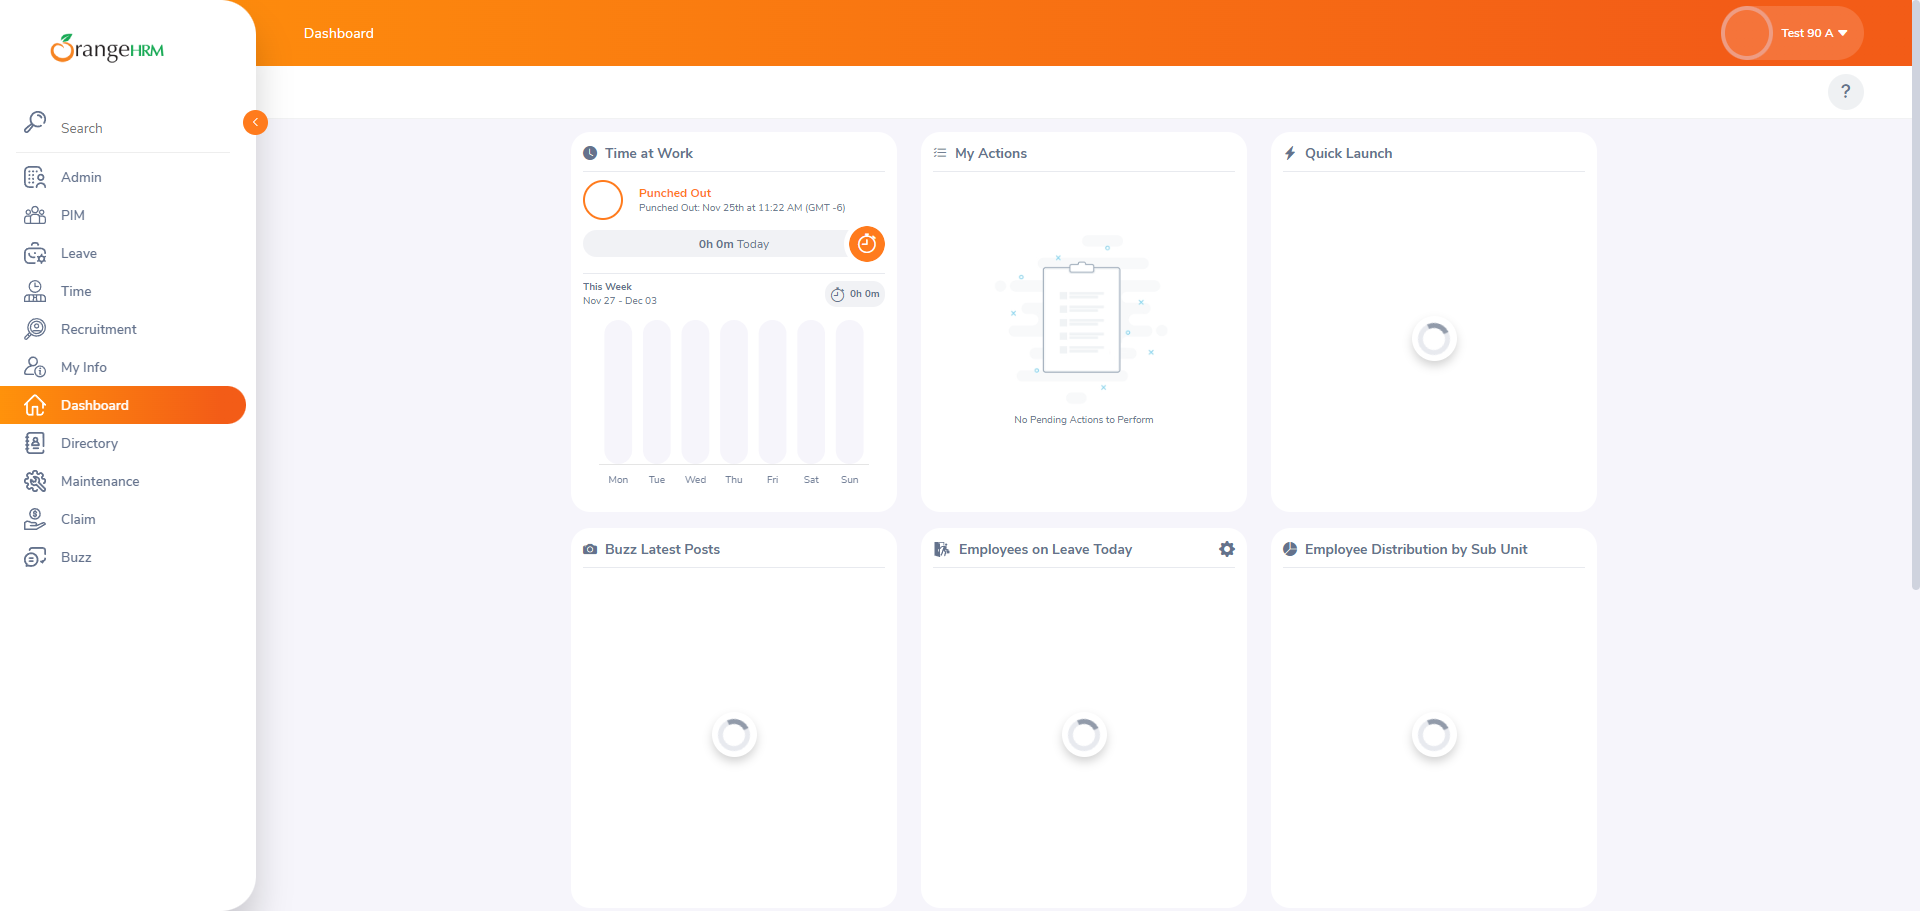 OrangeHRM
Search
Admin
PIM
Leave
Time
Recruitment
My Info
Dashboard
Directory
Maintenance
Claim
Buzz
Dashboard
Test 90 A
?
Time at Work
Punched Out
Punched Out: Nov 25th at 11:22 AM (GMT -6)
0h 0m Today
This Week
Nov 27 - Dec 03
0h 0m
Mon Tue Wed Thu Fri Sat Sun
My Actions
No Pending Actions to Perform
Quick Launch
Buzz Latest Posts
Employees on Leave Today
Employee Distribution by Sub Unit